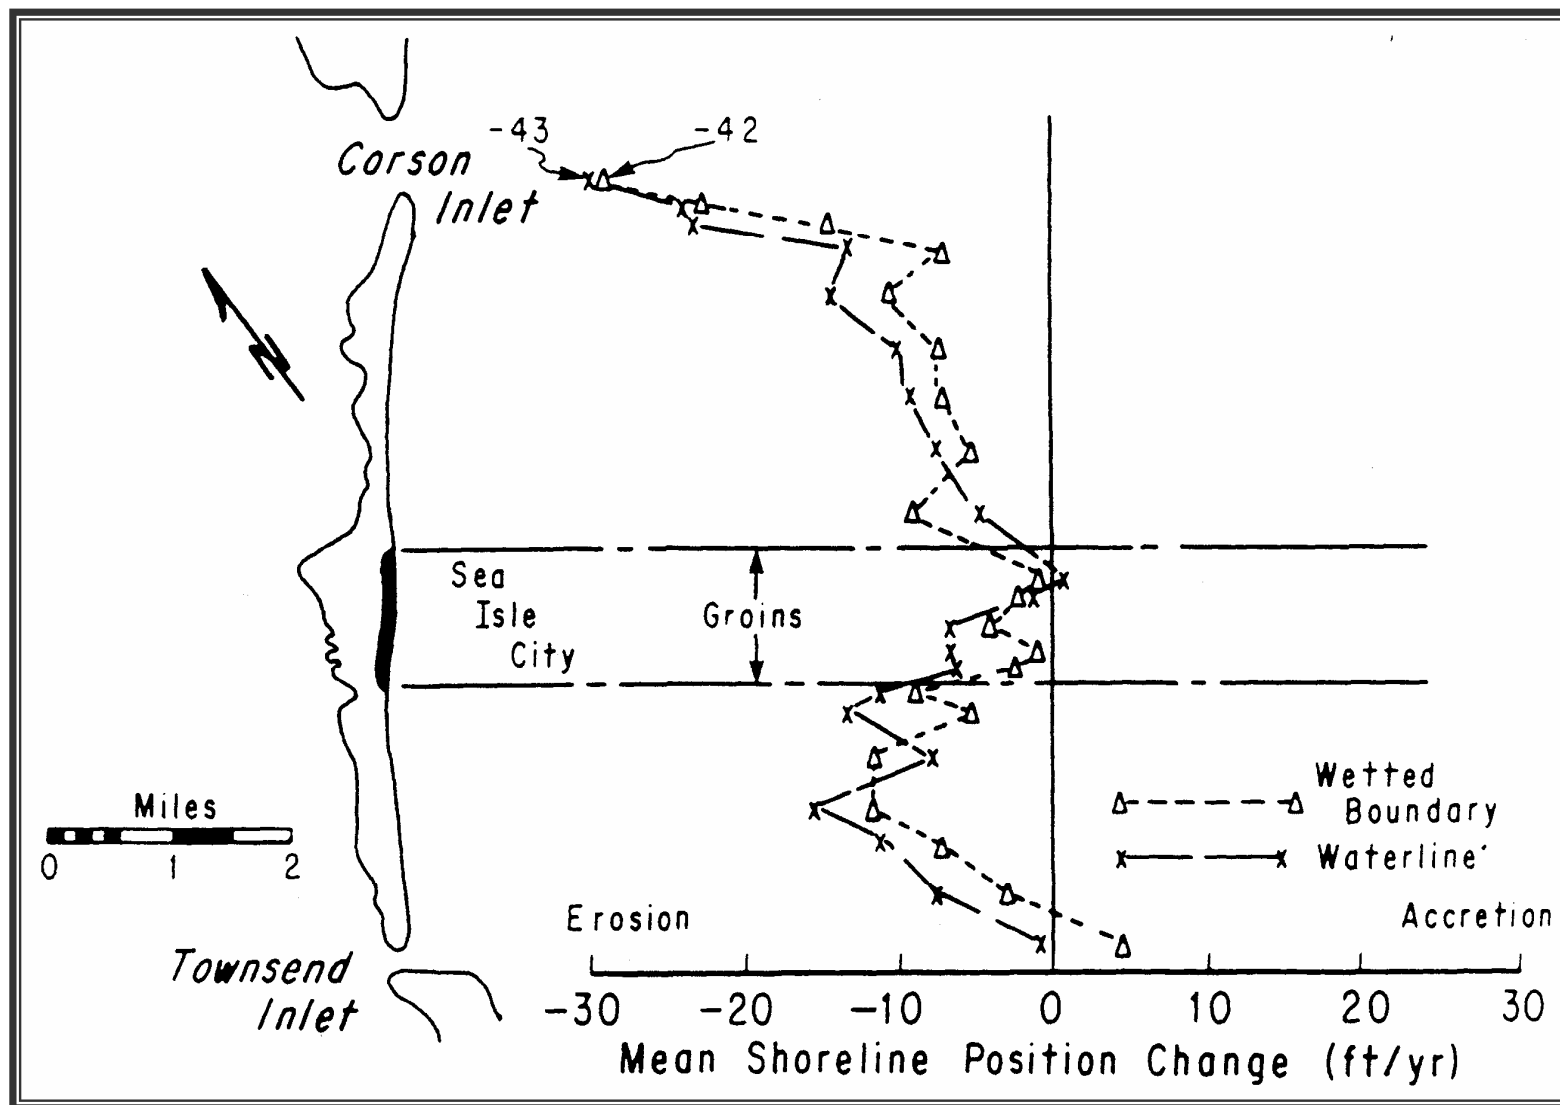 -43
-42
Corson
Inlet
Sea
Isle
City
Groins
Miles
0 1 2
Wetted
Boundary
Waterline
Erosion
Accretion
Townsend
Inlet
-30 -20 -10 0 10 20 30
Mean Shoreline Position Change (ft/yr)